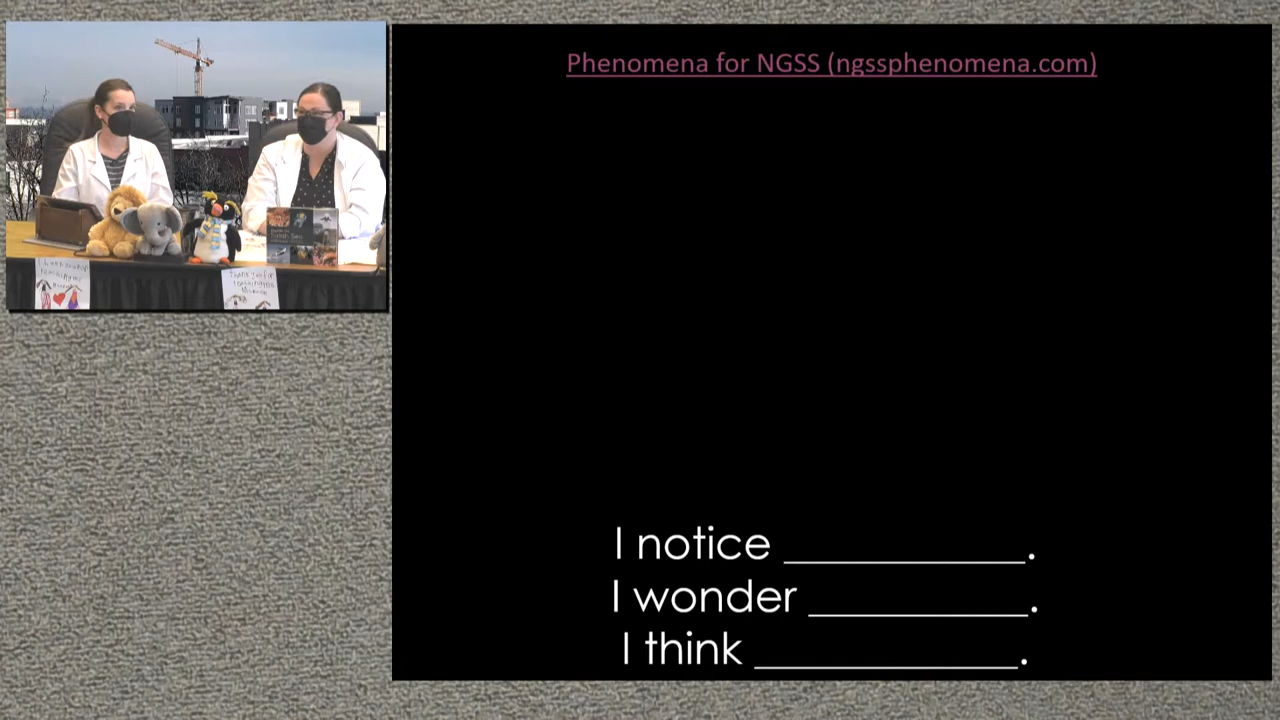 Phenomena for NGSS (ngssphenomena.com)
I notice ___________.
I wonder __________.
I think ____________.